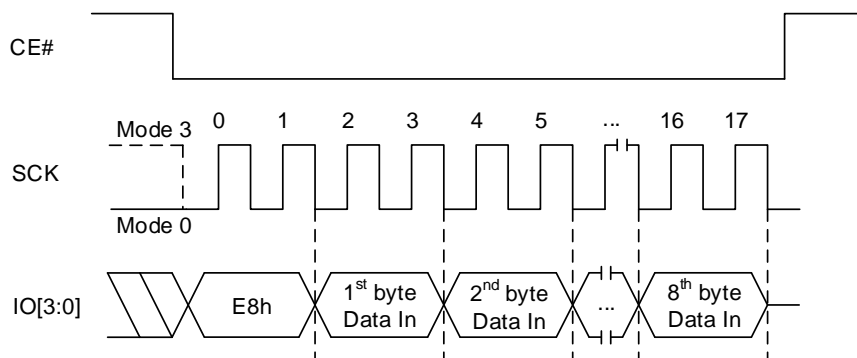 CE#
0 1 2 3 4 5 ... 16 17
Mode 3
SCK
Mode 0
IO[3:0]
E8h
1st byte
Data In
2nd byte
Data In
...
8th byte
Data In